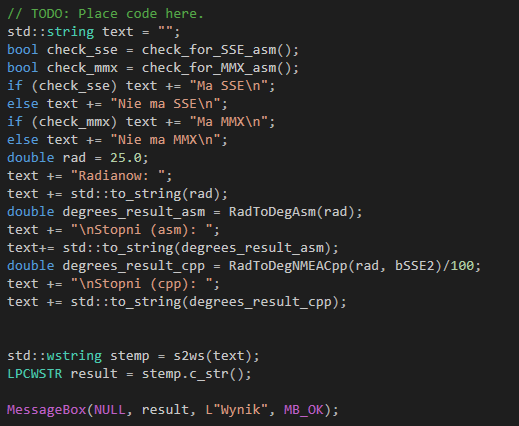 // TODO: Place code here.
std::string text = "";
bool check_sse = check_for_SSE_asm();
bool check_mmx = check_for_MMX_asm();
if (check_sse) text += "Ma SSE\n";
else text += "Nie ma SSE\n";
if (check_mmx) text += "Ma MMX\n";
else text += "Nie ma MMX\n";
double rad = 25.0;
text += "Radianow: ";
text += std::to_string(rad);
double degrees_result_asm = RadToDegAsm(rad);
text += "\nStopni (asm): ";
text+= std::to_string(degrees_result_asm);
double degrees_result_cpp = RadToDegNMEACpp(rad, bSSE2)/100;
text += "\nStopni (cpp): ";
text += std::to_string(degrees_result_cpp);
std::wstring stemp = s2ws(text);
LPCWSTR result = stemp.c_str();
MessageBox(NULL, result, L"Wynik", MB_OK);